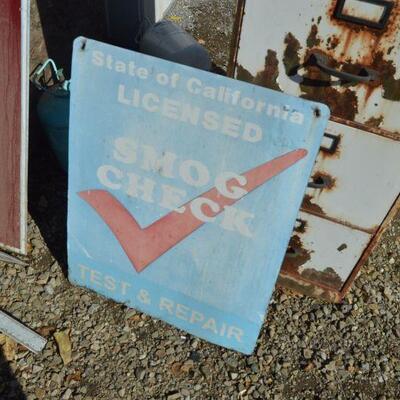 State of California
LICENSED
SMOG
CHECK
TEST & REPAIR